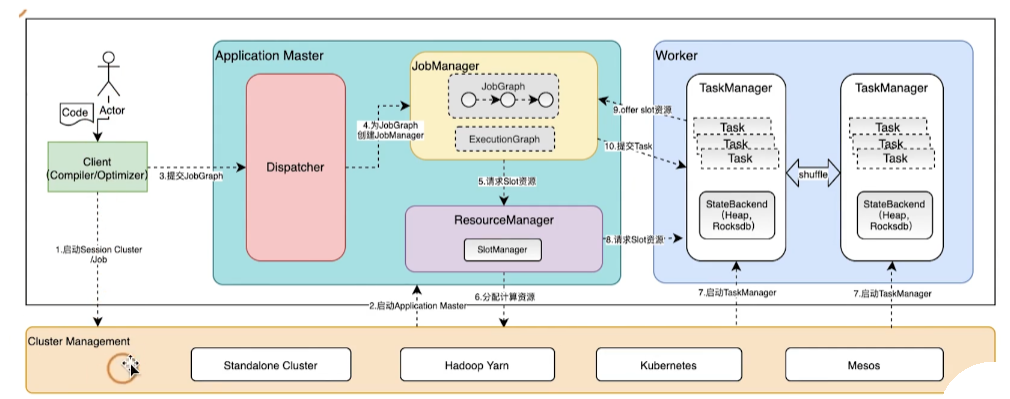 Application Master
Worker
JobManager
TaskManager
TaskManager
JobGraph
Code
Actor
9.offer slot资源
4.为JobGraph
创建JobManager
Task
Task
Task
Task
Task
Task
ExecutionGraph
10.提交Task
Client
(Compiler/Optimizer)
3.提交JobGraph
Dispatcher
shuffle
5.请求Slot资源
StateBackend
(Heap,
Rocksdb)
StateBackend
(Heap,
Rocksdb)
ResourceManager
8.请求Slot资源
SlotManager
1.启动Session Cluster
/Job
6.分配计算资源
7.启动TaskManager
7.启动TaskManager
2.启动Application Master
Cluster Management
Standalone Cluster
Hadoop Yarn
Kubernetes
Mesos